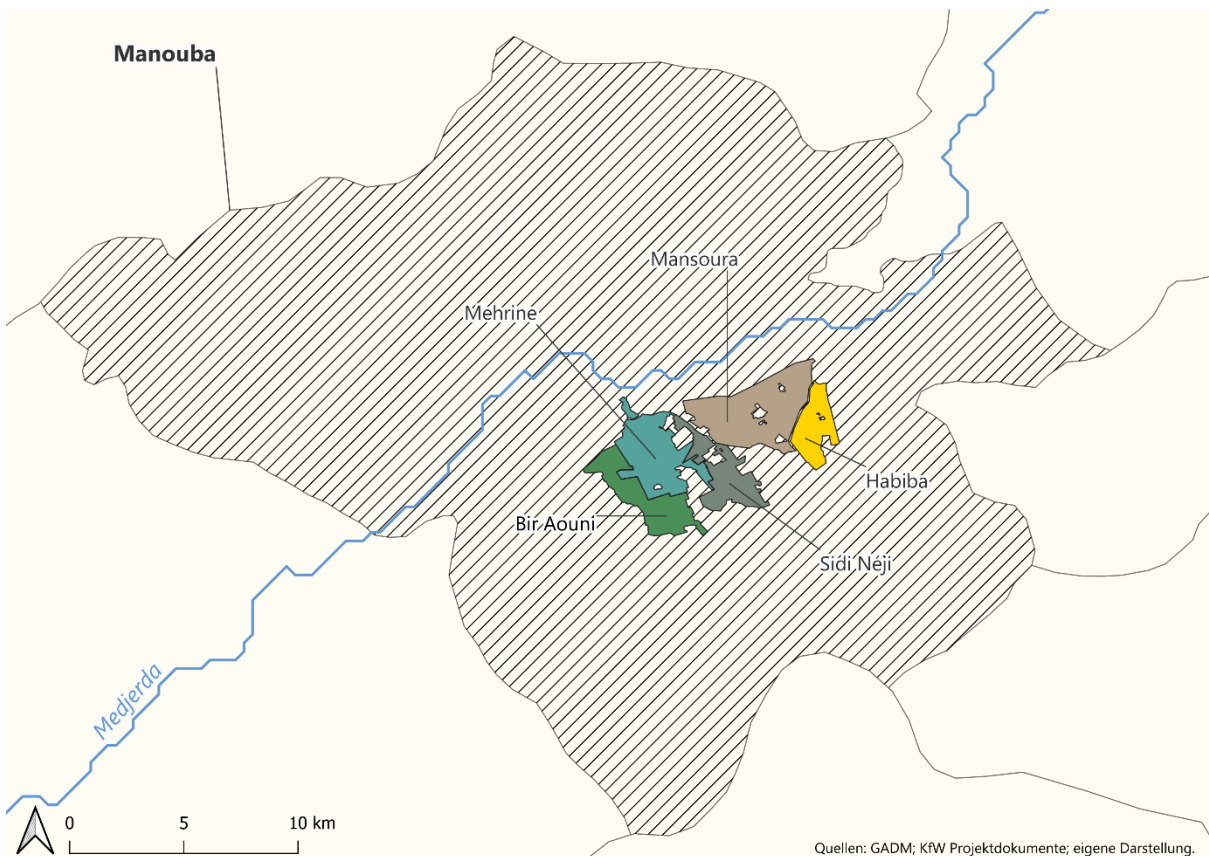 Manouba
Mansoura
Mehrine
Habiba
Bir Aouni
Sidi Néji
Medjerda
0 5 10 km
Quellen: GADM; KfW Projektdokumente; eigene Darstellung.